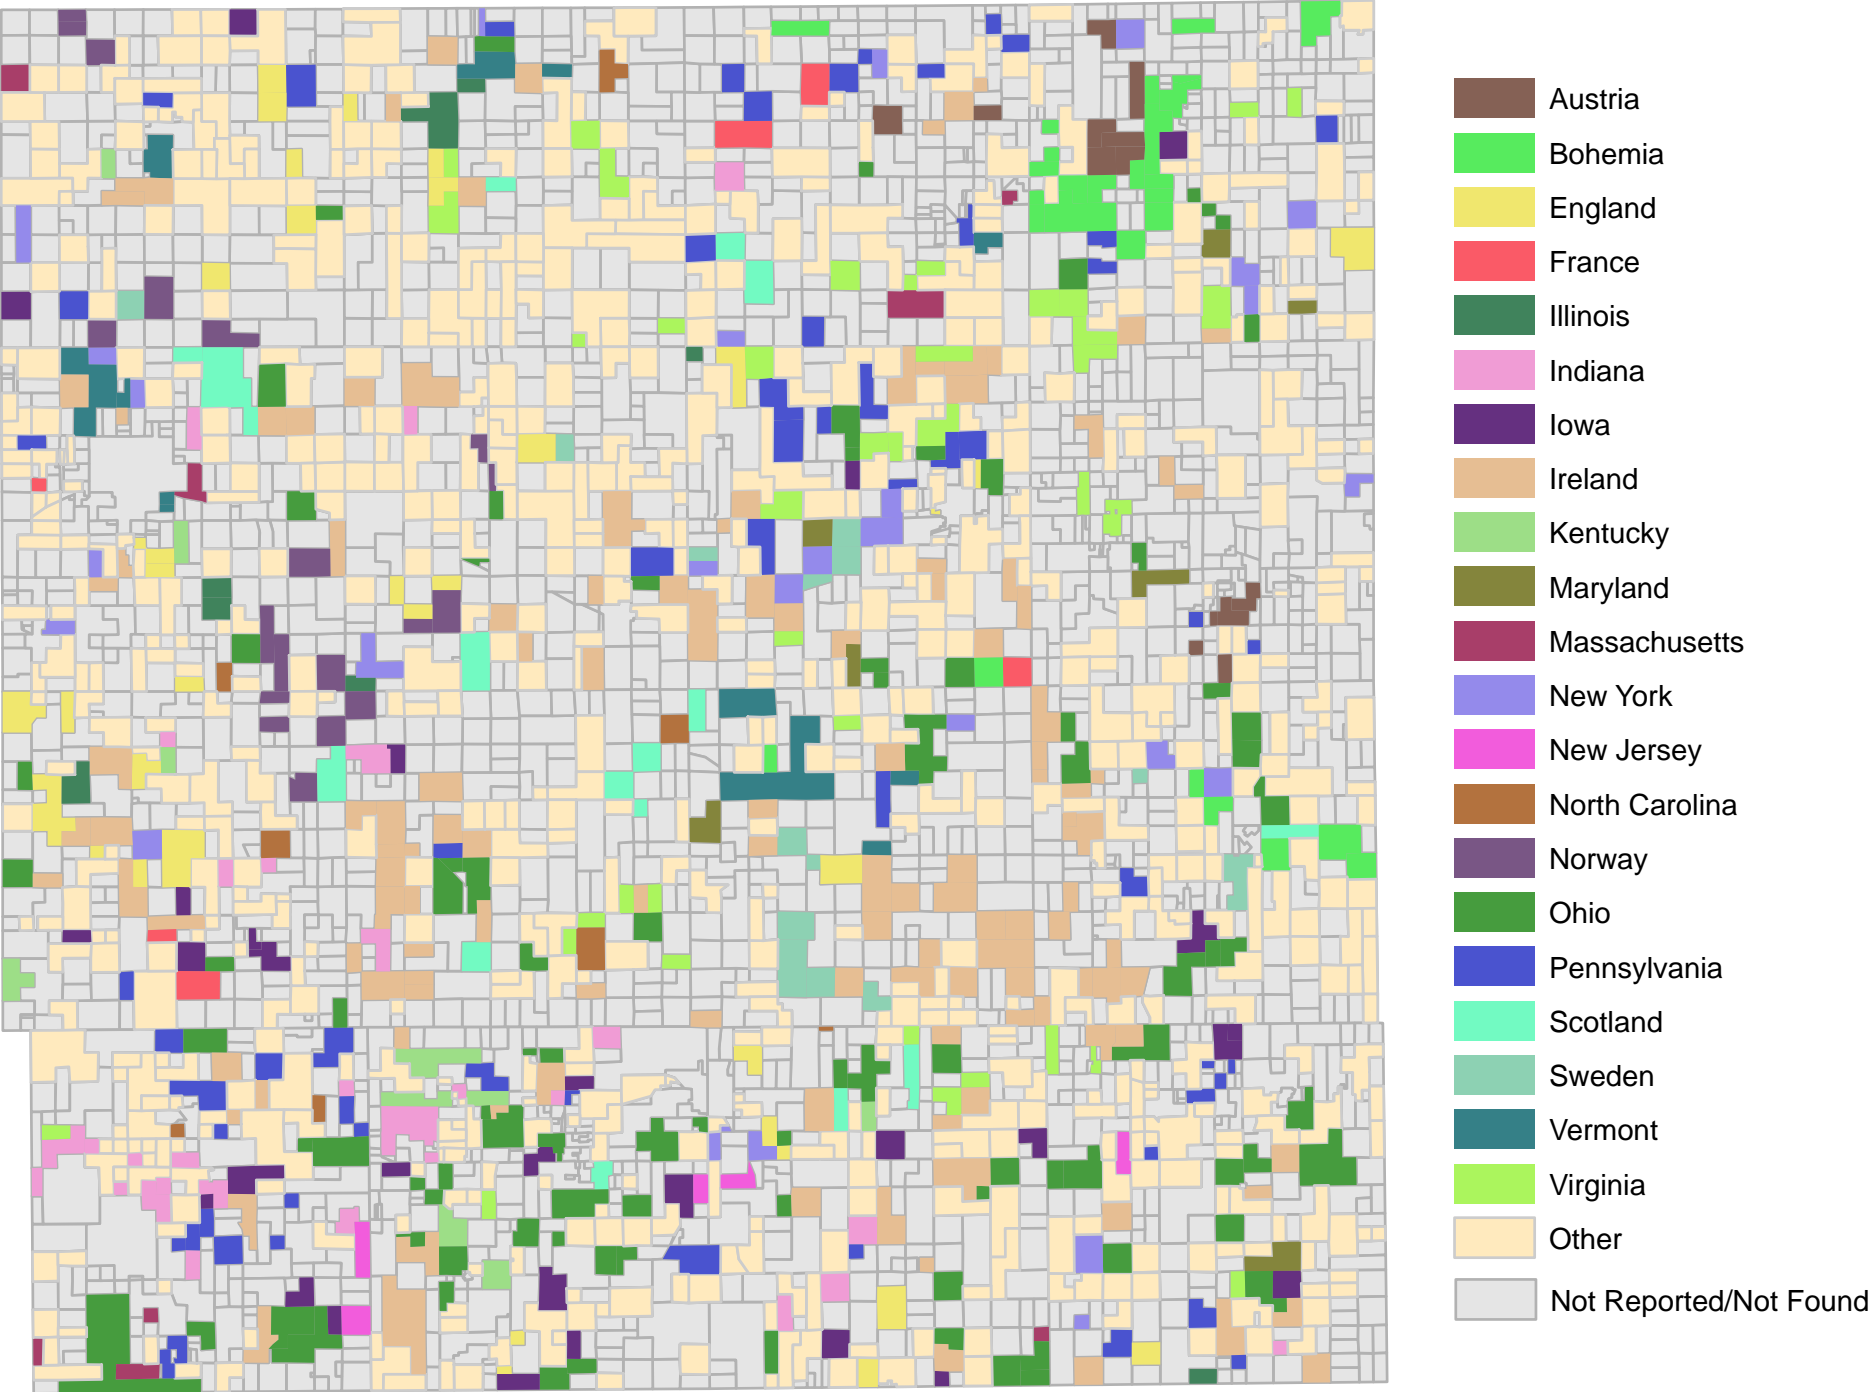 Austria
Bohemia
England
France
Illinois
Indiana
Iowa
Ireland
Kentucky
Maryland
Massachusetts
New York
New Jersey
North Carolina
Norway
Ohio
Pennsylvania
Scotland
Sweden
Vermont
Virginia
Other
Not Reported/Not Found